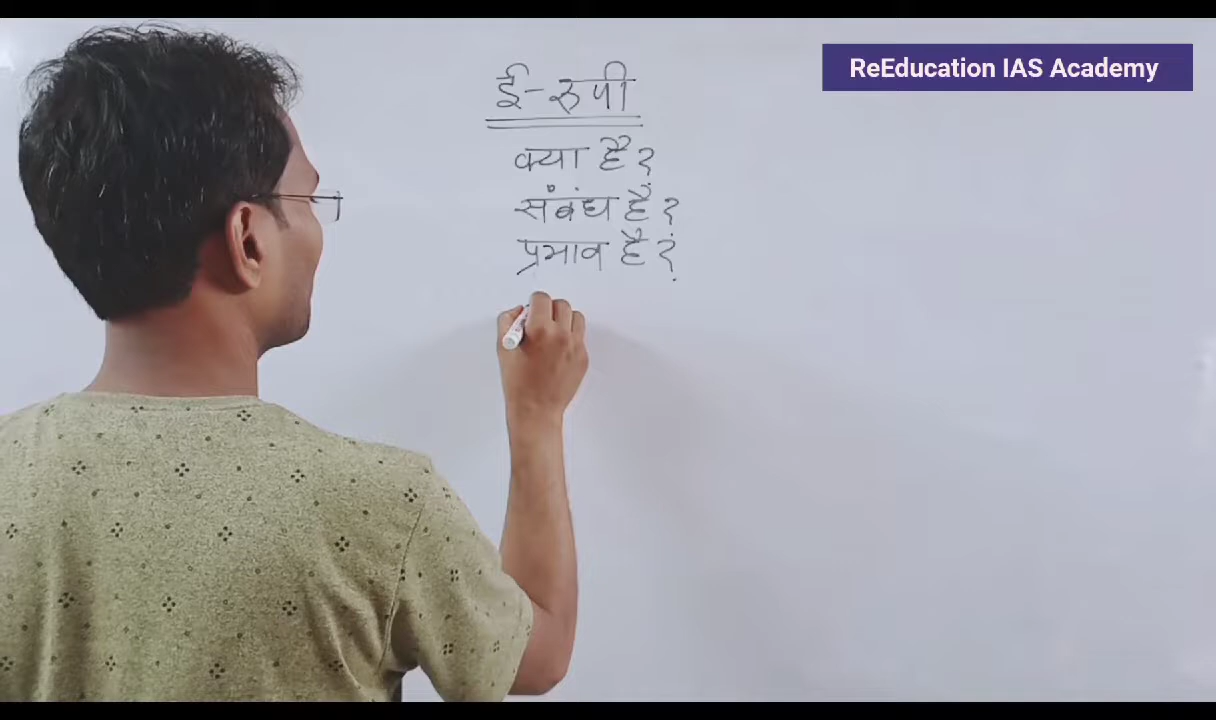 ReEducation IAS Academy
ई-रुपी
क्या है?
संबंध है?
प्रभाव है?